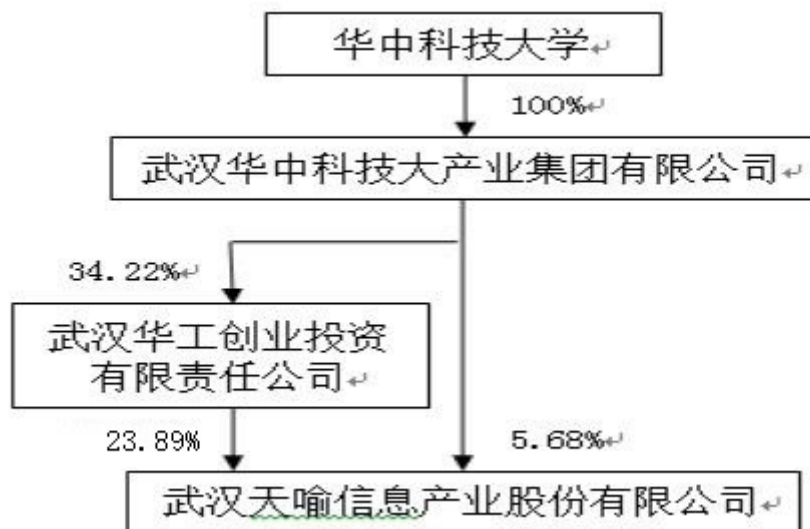 华中科技大学↵
100%↵
武汉华中科技大产业集团有限公司↵
34.22%↵
武汉华工创业投资
有限责任公司↵
23.89%
5.68%↵
武汉天喻信息产业股份有限公司